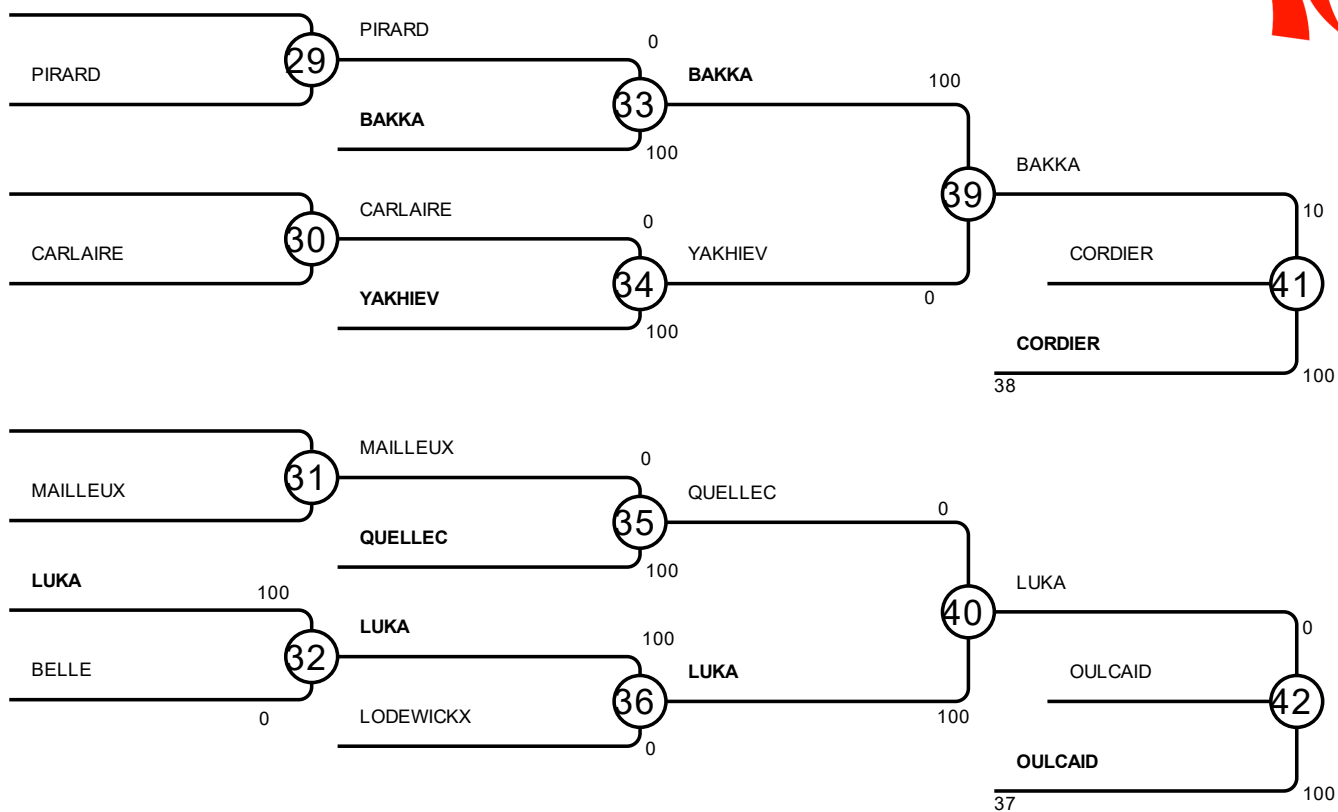 PIRARD
29
PIRARD
0
BAKKA
33
BAKKA
100
100
CARLAIRE
30
CARLAIRE
0
YAKHIEV
34
YAKHIEV
100
0
39
BAKKA
10
CORDIER
41
CORDIER
38
100
MAILLEUX
31
MAILLEUX
0
QUELLEC
35
QUELLEC
100
0
LUKA
100
BELLE
32
0
LUKA
100
LODEWICKX
36
0
LUKA
100
40
LUKA
0
OULCAID
42
OULCAID
37
100